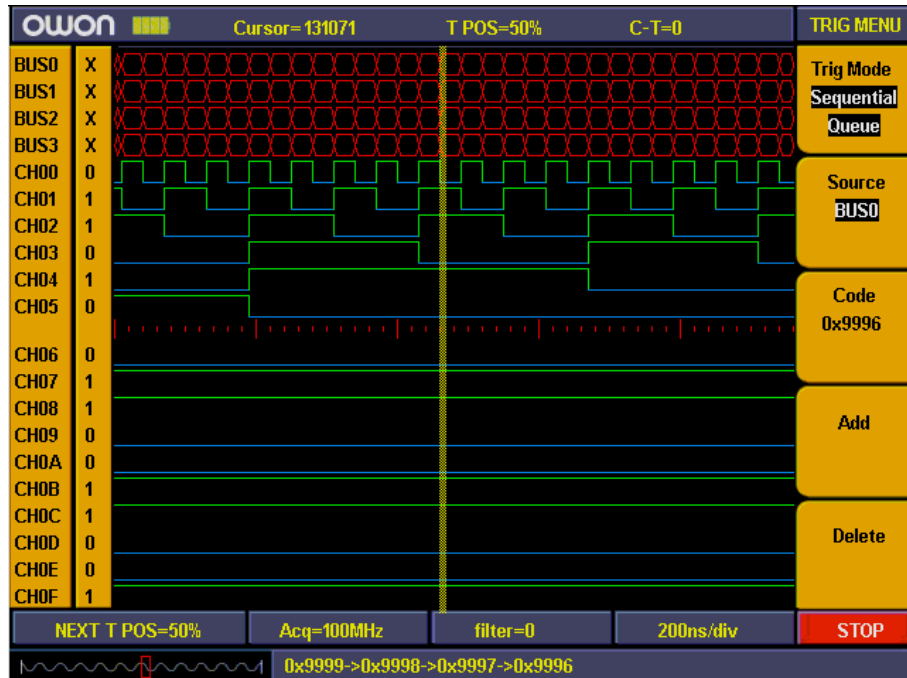 OWON Cursor=131071 T POS=50% C-T=0 TRIG MENU
BUS0 X
BUS1 X
BUS2 X
BUS3 X
CH00 0
CH01 1
CH02 1
CH03 0
CH04 1
CH05 0
CH06 0
CH07 1
CH08 1
CH09 0
CH0A 0
CH0B 1
CH0C 1
CH0D 0
CH0E 0
CH0F 1
Trig Mode
Sequential
Queue
Source
BUS0
Code
0x9996
Add
Delete
NEXT T POS=50% Acq=100MHz filter=0 200ns/div STOP
0x9999->0x9998->0x9997->0x9996